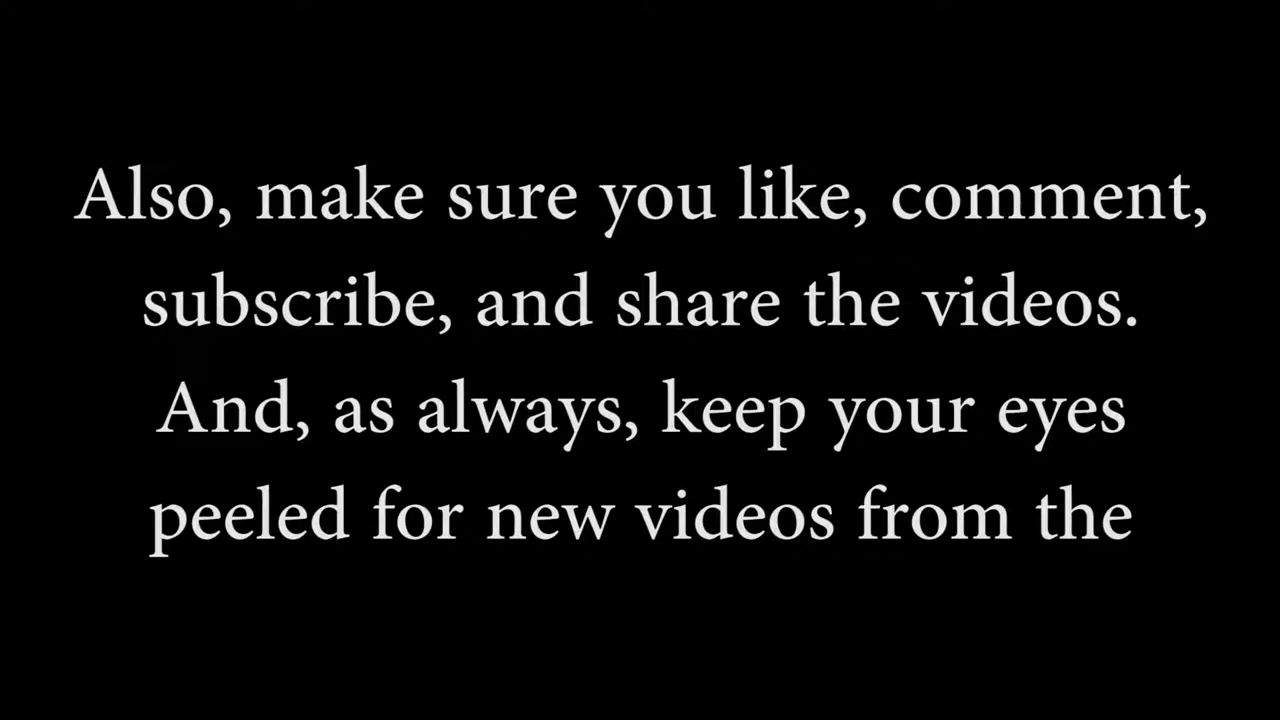 Also, make sure you like, comment,
subscribe, and share the videos.
And, as always, keep your eyes
peeled for new videos from the